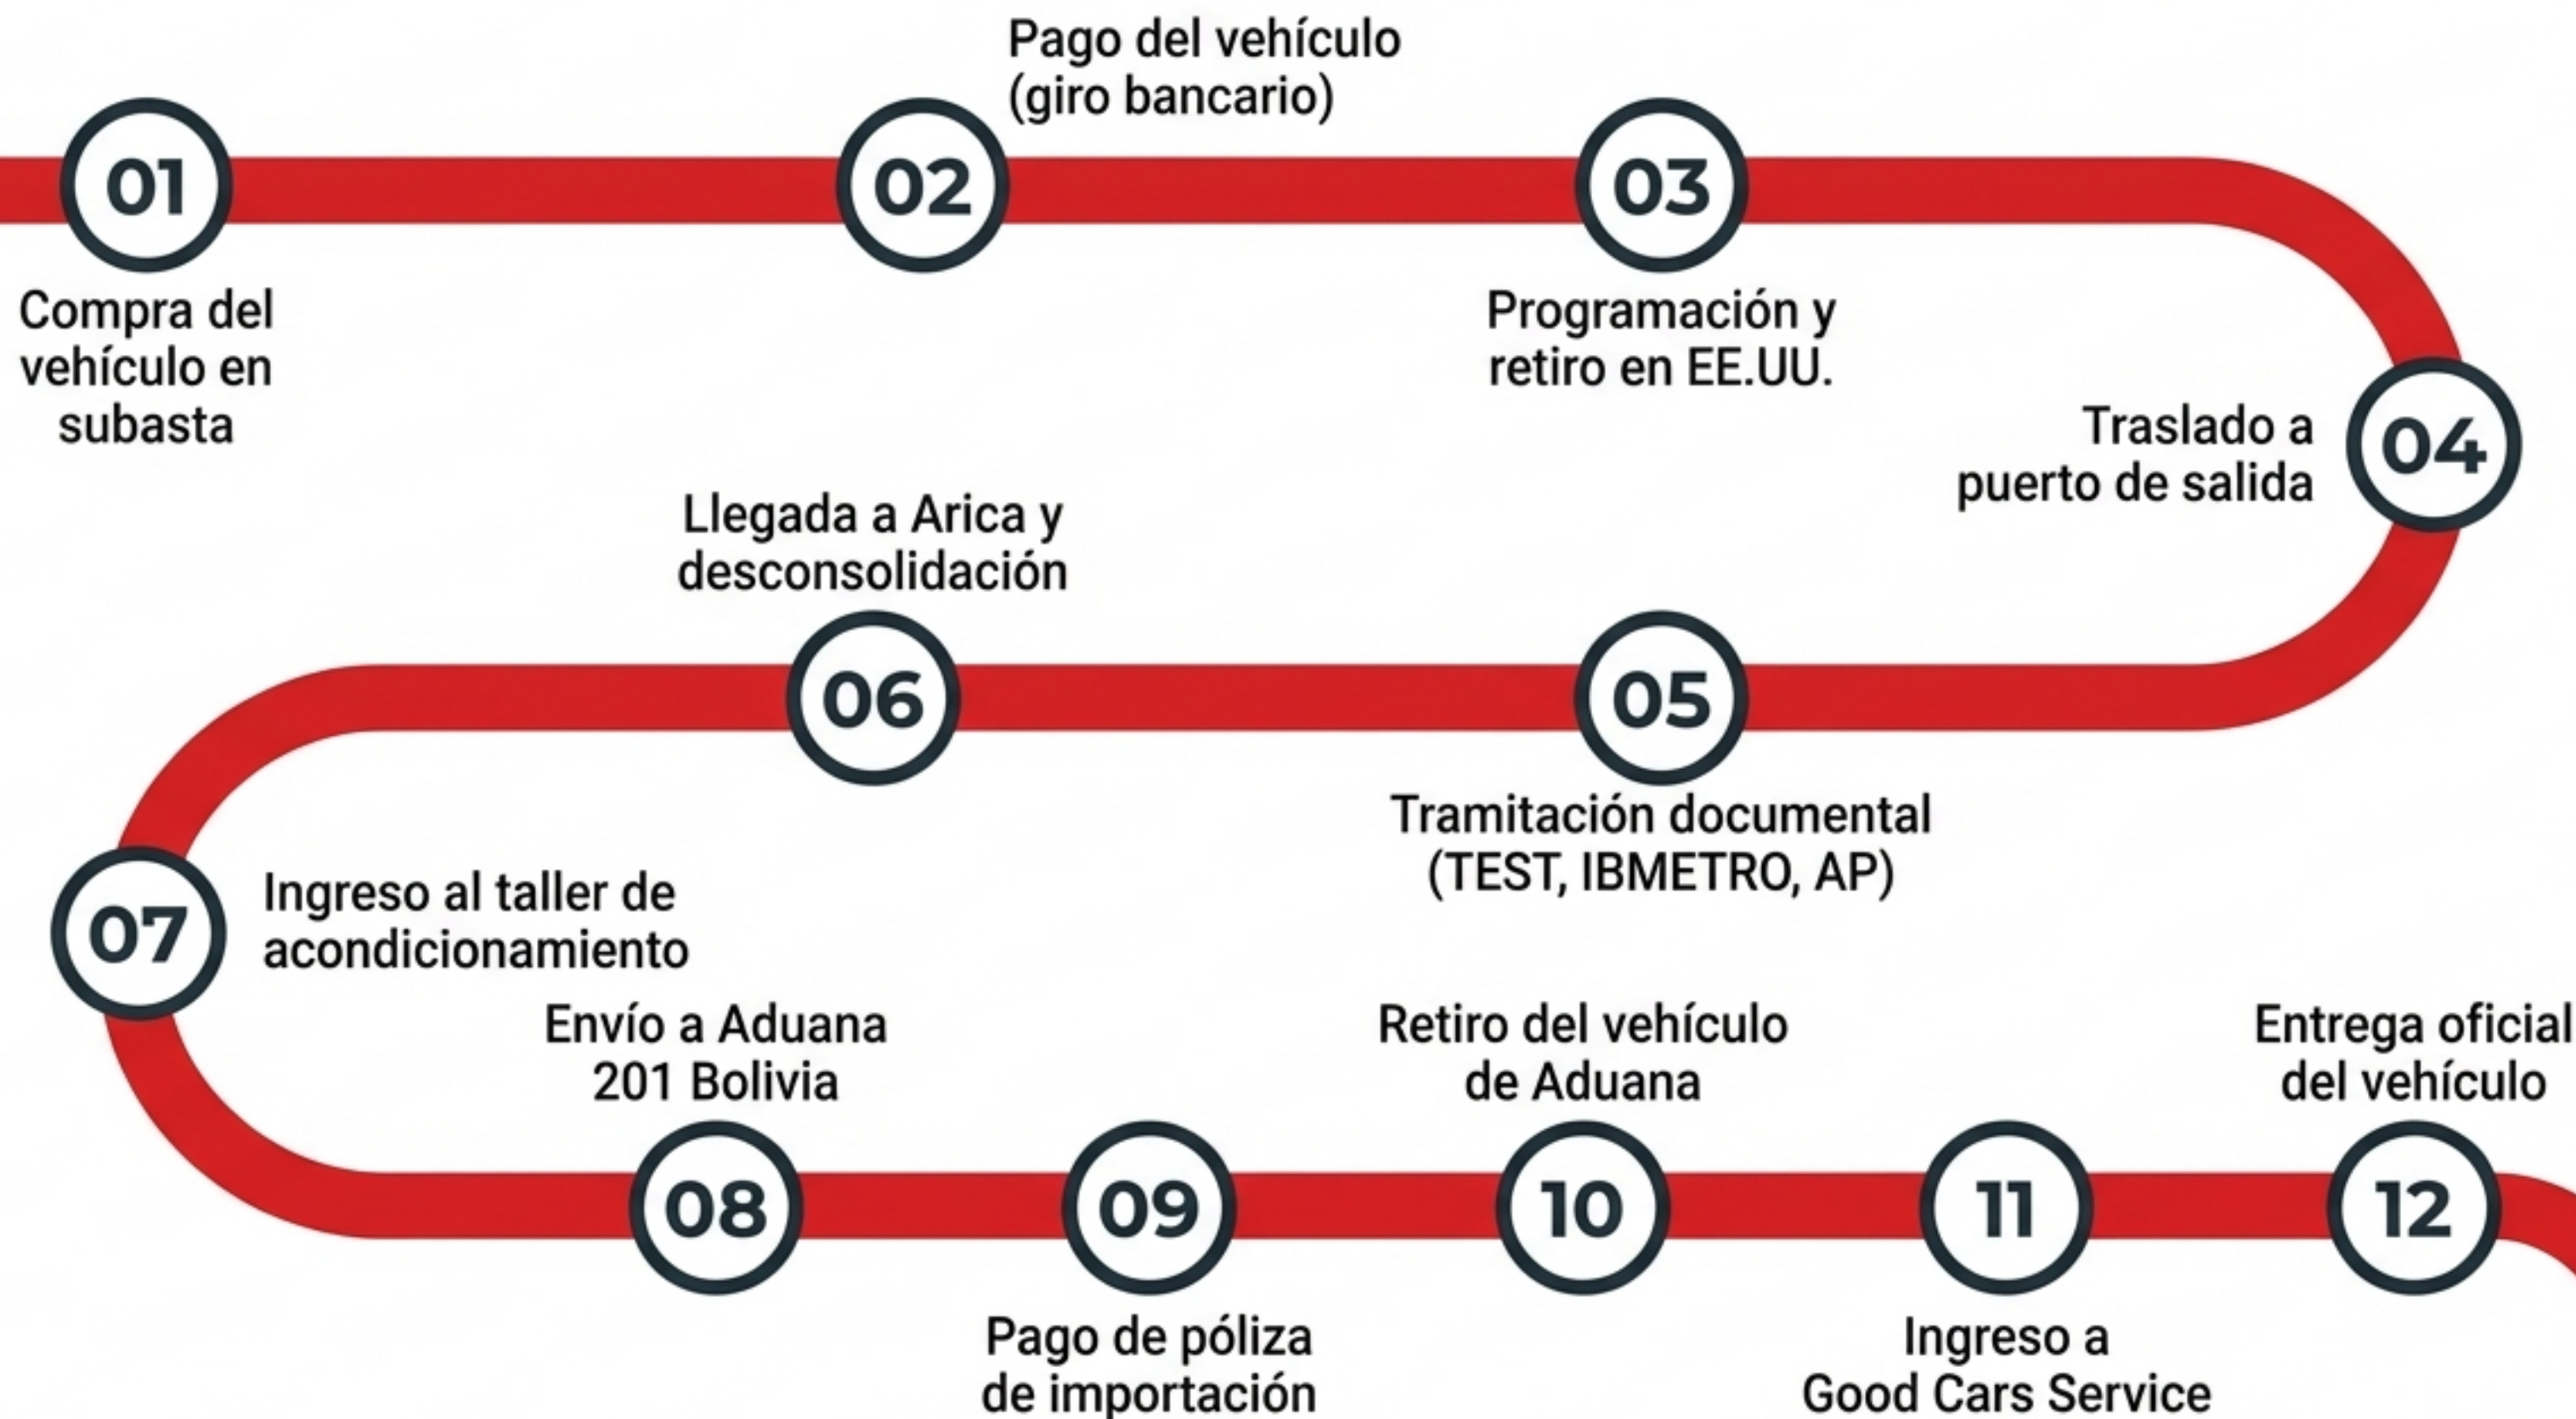 01
Compra del
vehículo en
subasta
02
Pago del vehículo
(giro bancario)
03
Programación y
retiro en EE.UU.
04
Traslado a
puerto de salida
05
Tramitación documental
(TEST, IBMETRO, AP)
06
Llegada a Arica y
desconsolidación
07
Ingreso al taller de
acondicionamiento
08
Envío a Aduana
201 Bolivia
09
Pago de póliza
de importación
10
Retiro del vehículo
de Aduana
11
Ingreso a
Good Cars Service
12
Entrega oficial
del vehículo